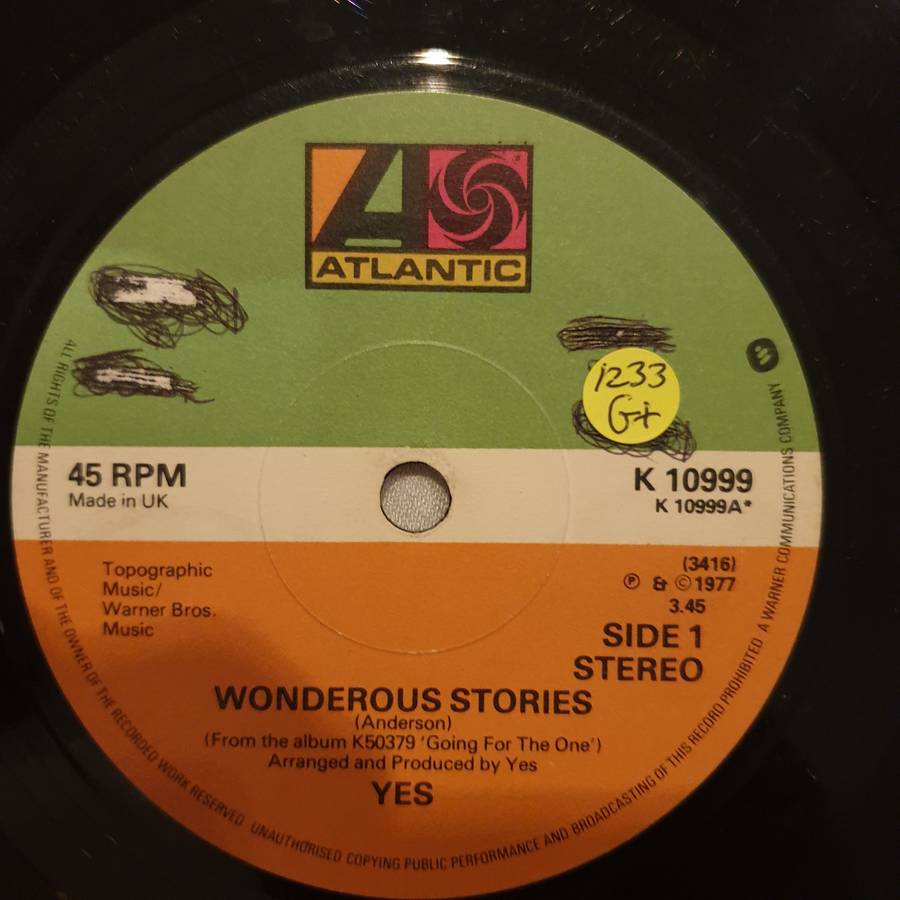 ATLANTIC
1233
G+
45 RPM
Made in UK
K 10999
K 10999A*
Topographic
Music/
Warner Bros.
Music
(3416)
℗ & © 1977
3.45
SIDE 1
STEREO
WONDEROUS STORIES
(Anderson)
(From the album K50379 'Going For The One')
Arranged and Produced by Yes
YES
ALL RIGHTS OF THE MANUFACTURER AND OF THE OWNER OF THE RECORDED WORK RESERVED UNAUTHORISED COPYING PUBLIC PERFORMANCE AND BROADCASTING OF THIS RECORD PROHIBITED A WARNER COMMUNICATIONS COMPANY